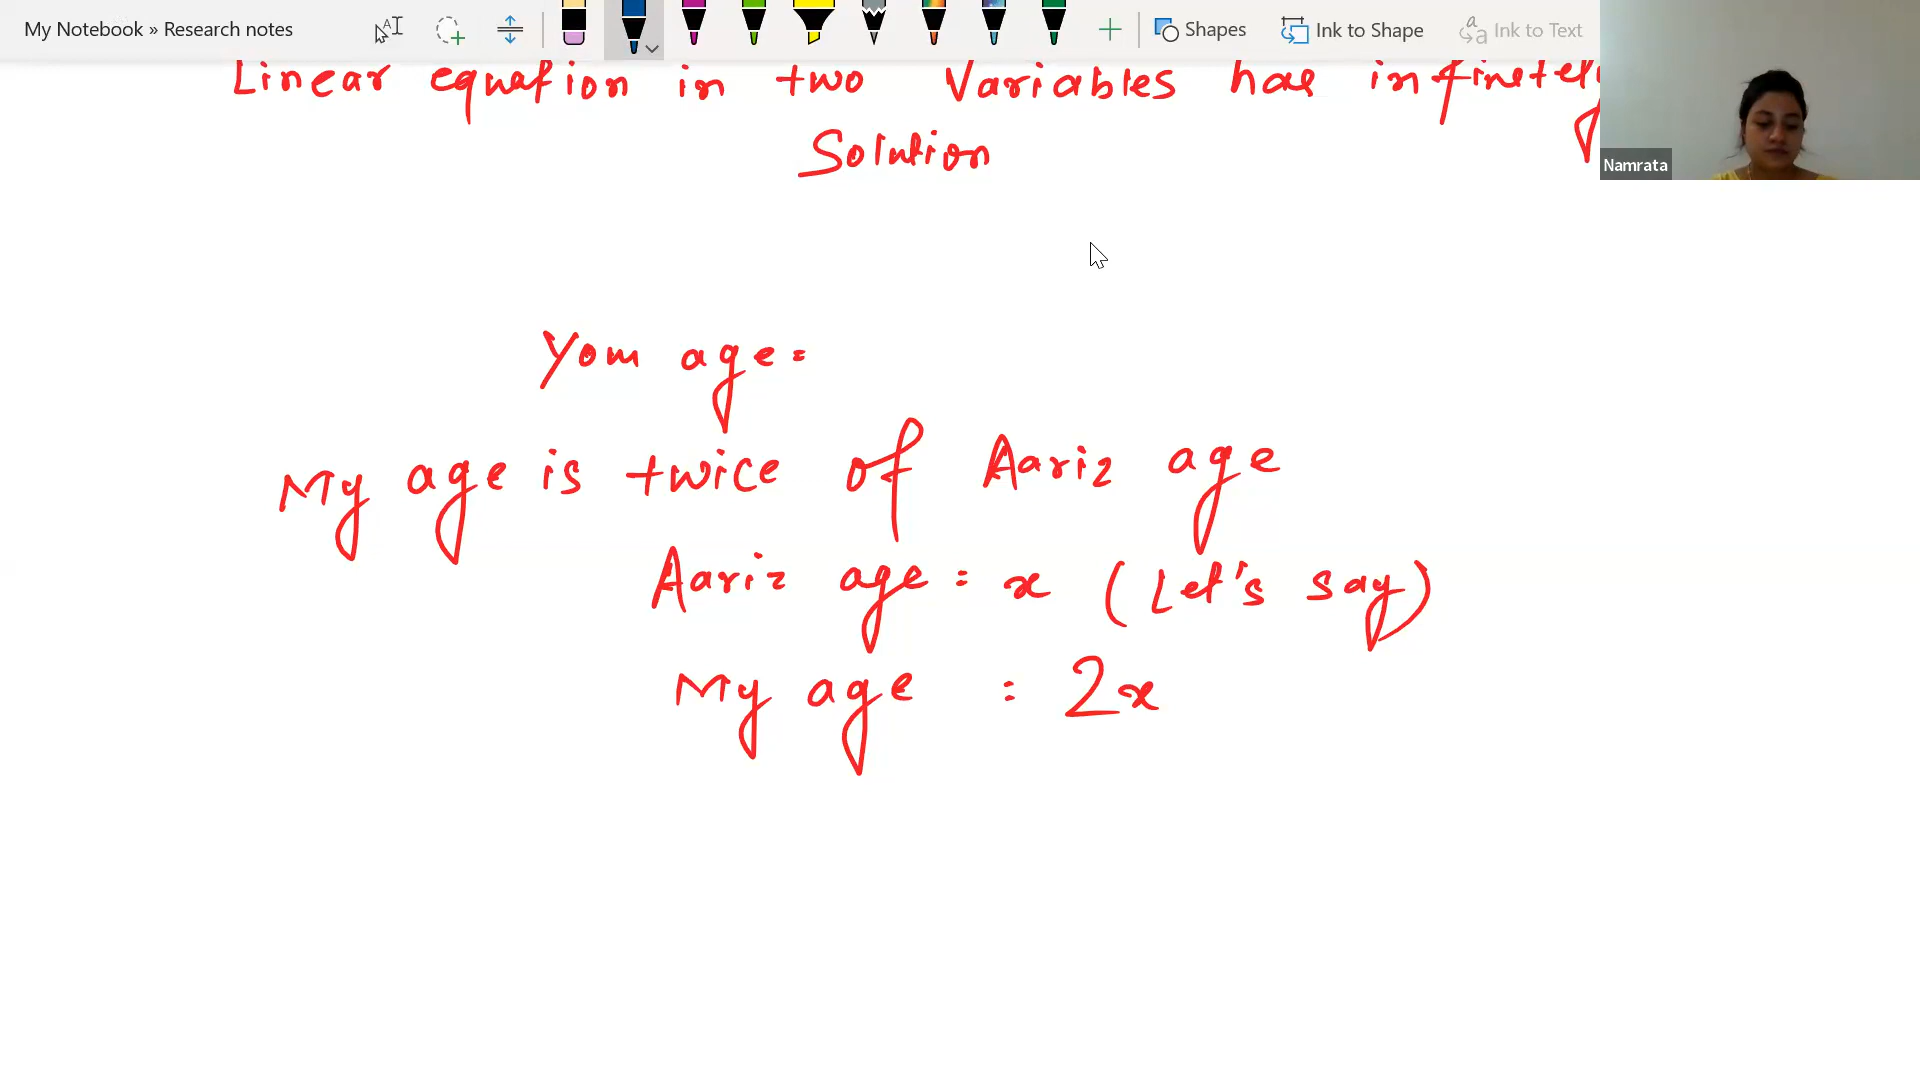 My Notebook » Research notes
Shapes
Ink to Shape
Ink to Text
Namrata
Linear equation in two Variables has infinitely
Solution
Your age =
My age is twice of Aariz age
Aariz age = x (Let's say)
My age = 2x